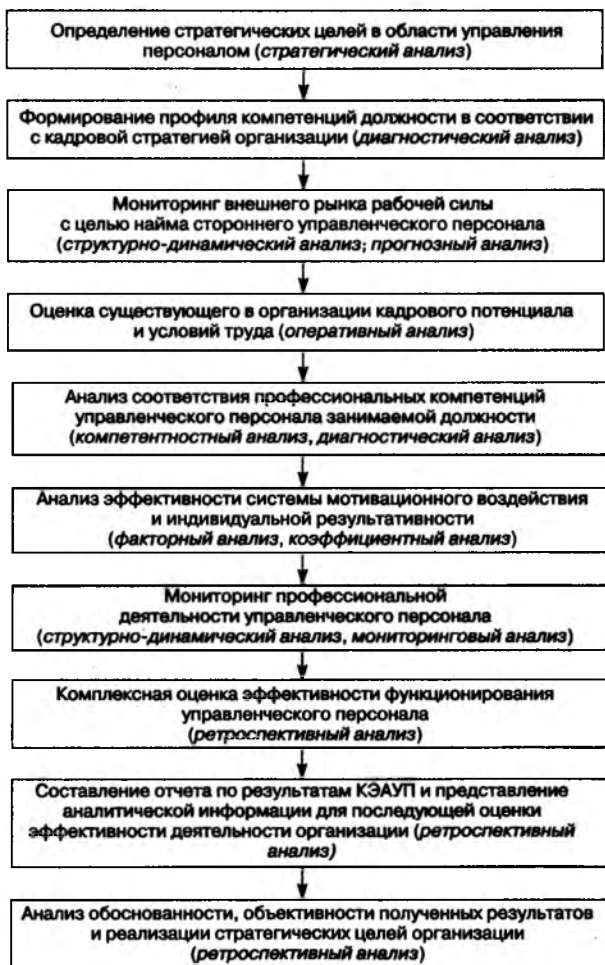 Определение стратегических целей в области управления
персоналом (стратегический анализ)
Формирование профиля компетенций должности в соответствии
с кадровой стратегией организации (диагностический анализ)
Мониторинг внешнего рынка рабочей силы
с целью найма стороннего управленческого персонала
(структурно-динамический анализ; прогнозный анализ)
Оценка существующего в организации кадрового потенциала
и условий труда (оперативный анализ)
Анализ соответствия профессиональных компетенций
управленческого персонала занимаемой должности
(компетентностный анализ, диагностический анализ)
Анализ эффективности системы мотивационного воздействия
и индивидуальной результативности
(факторный анализ, коэффициентный анализ)
Мониторинг профессиональной
деятельности управленческого персонала
(структурно-динамический анализ, мониторинговый анализ)
Комплексная оценка эффективности функционирования
управленческого персонала
(ретроспективный анализ)
Составление отчета по результатам КЭАУП и представление
аналитической информации для последующей оценки
эффективности деятельности организации (ретроспективный
анализ)
Анализ обоснованности, объективности полученных результатов
и реализации стратегических целей организации
(ретроспективный анализ)